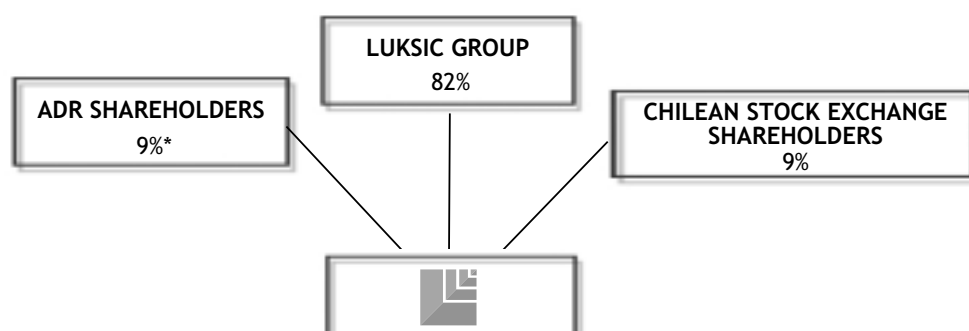 LUKSIC GROUP
82%
ADR SHAREHOLDERS
9%*
CHILEAN STOCK EXCHANGE
SHAREHOLDERS
9%